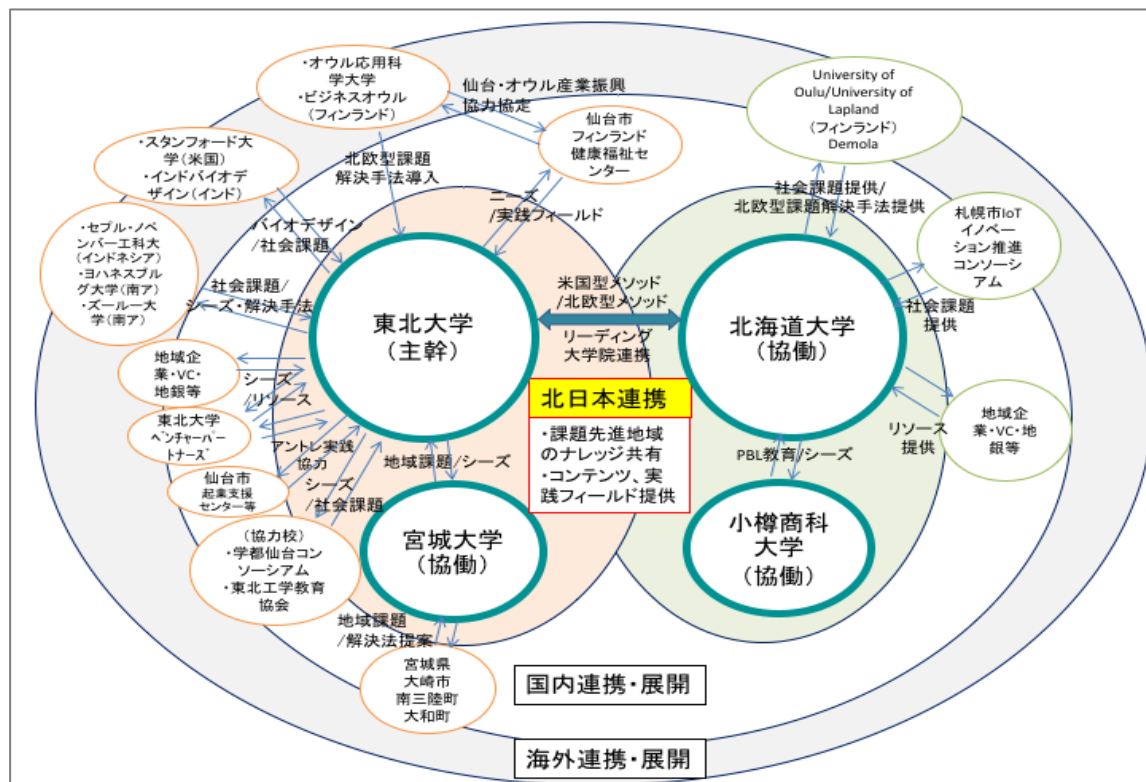 ・オウル応用科
学大学
・ビジネスオウル
(フィンランド)
仙台・オウル産業振興
協力協定
仙台市
フィンランド
健康福祉セ
ンター
University of
Oulu/University of
Lapland
(フィンランド)
Demola
・スタンフォード大
学(米国)
・インドバイオデ
ザイン(インド)
北欧型課題
解決手法導入
ニーズ
/実践フィールド
社会課題提供/
北欧型課題解決手法提供
札幌市IoT
イノベー
ション推進
コンソーシ
アム
バイオデザイン
/社会課題
・セプル・ノペ
ンバー工科大
(インドネシア)
・ヨハネスブル
グ大学(南ア)
・ズールー大
学(南ア)
社会課題/
シーズ・解決手法
東北大学
(主幹)
米国型メソッド
/北欧型メソッド
リーディング
大学院連携
北海道大学
(協働)
社会課題
提供
地域企
業・VC・
地銀等
シーズ
/リソース
北日本連携
・課題先進地域
のナレッジ共有
・コンテンツ、実
践フィールド提供
地域企
業・VC・地
銀等
リソース
提供
東北大学
ベンチャーパー
トナーズ
アントレ実践
協力
地域課題/シーズ
PBL教育/シーズ
仙台市
起業支援
センター等
シーズ
/社会課題
宮城大学
(協働)
小樽商科
大学
(協働)
(協力校)
・学都仙台コン
ソーシアム
・東北工学教育
協会
地域課題
/解決法提案
宮城県
大崎市
南三陸町
大和町
国内連携・展開
海外連携・展開